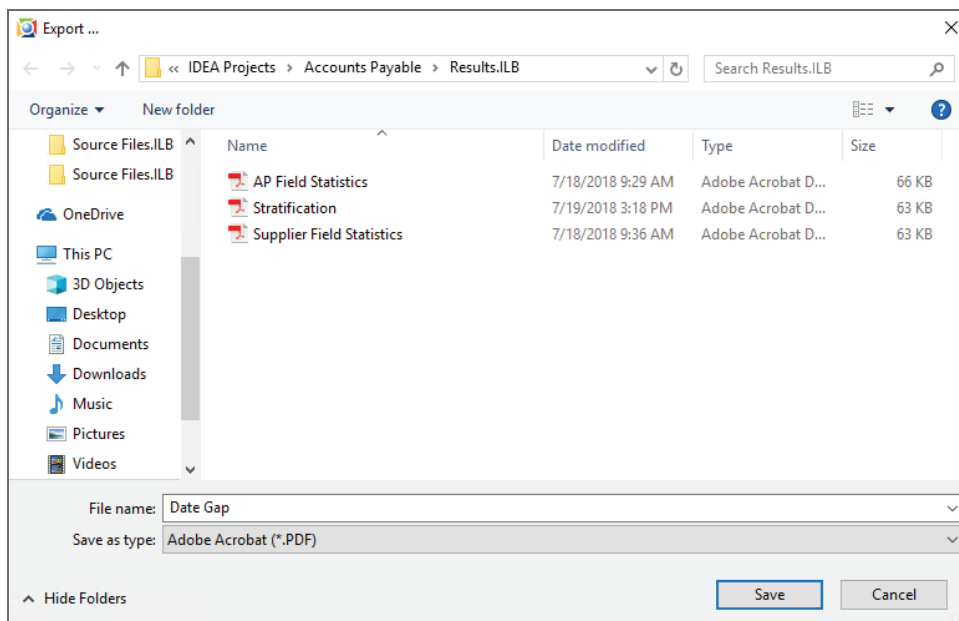 Export ...
« IDEA Projects > Accounts Payable > Results.ILB
Search Results.ILB
Organize
New folder
?
Source Files.ILB
Source Files.ILB
OneDrive
This PC
3D Objects
Desktop
Documents
Downloads
Music
Pictures
Videos
Name Date modified Type Size
AP Field Statistics 7/18/2018 9:29 AM Adobe Acrobat D... 66 KB
Stratification 7/19/2018 3:18 PM Adobe Acrobat D... 63 KB
Supplier Field Statistics 7/18/2018 9:36 AM Adobe Acrobat D... 63 KB
File name: Date Gap
Save as type: Adobe Acrobat (*.PDF)
Hide Folders
Save
Cancel